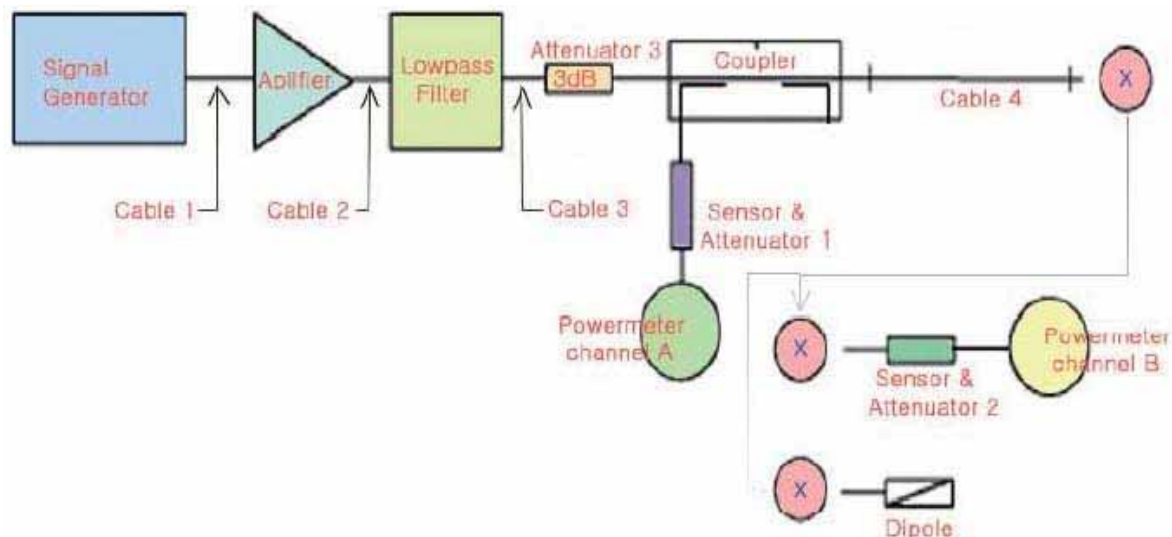 Signal
Generator
Aplifier
Lowpass
Filter
Attenuator 3
3dB
Coupler
Cable 4
X
Cable 1
Cable 2
Cable 3
Sensor &
Attenuator 1
Powermeter
channel A
X
Sensor &
Attenuator 2
Powermeter
channel B
X
Dipole